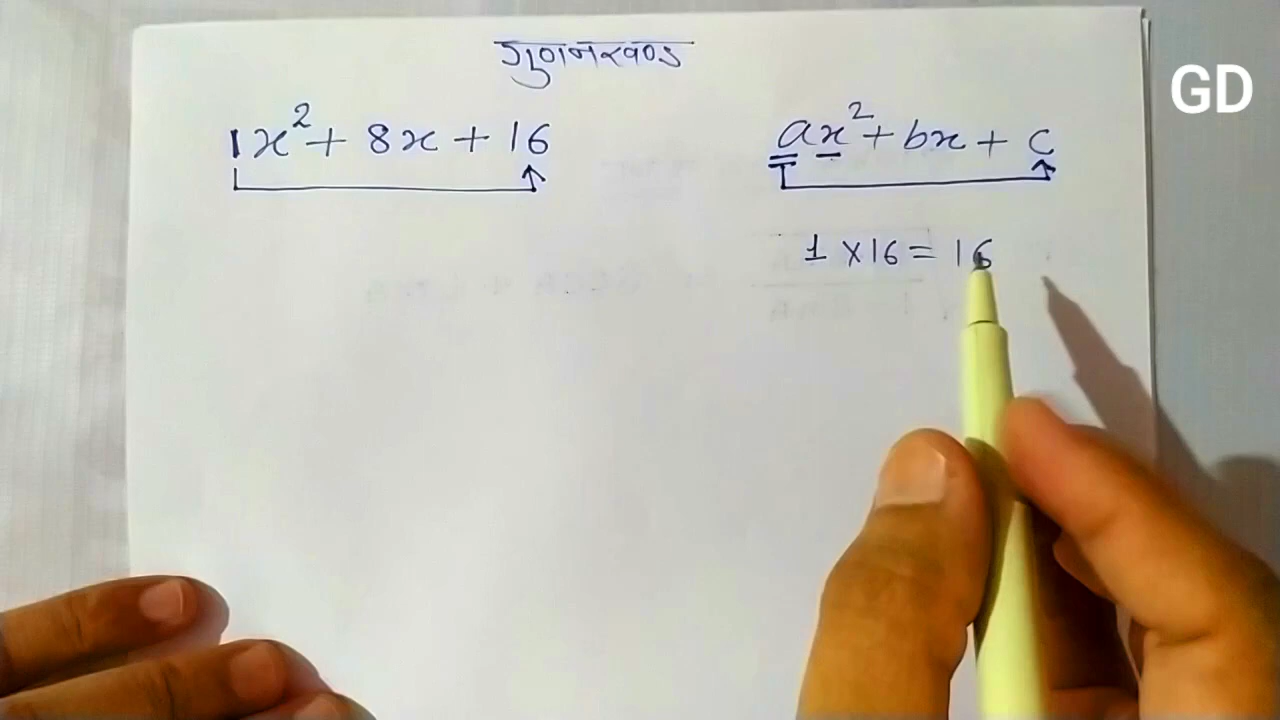 गुणनखण्ड
GD
1x² + 8x + 16
ax² + bx + c
1 × 16 = 16